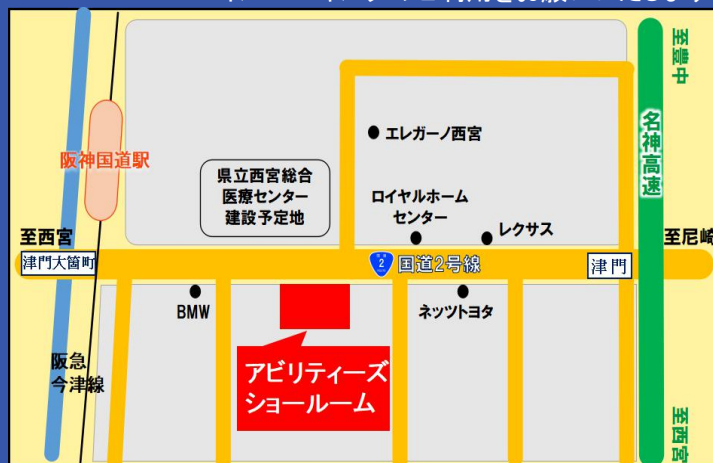 至豊中
名神高速
阪神国道駅
エレガーノ西宮
県立西宮総合
医療センター
建設予定地
ロイヤルホーム
センター
レクサス
至西宮
至尼崎
津門大箇町
2
国道2号線
津門
BMW
ネッツトヨタ
アビリティーズ
ショールーム
阪急
今津線
至西宮